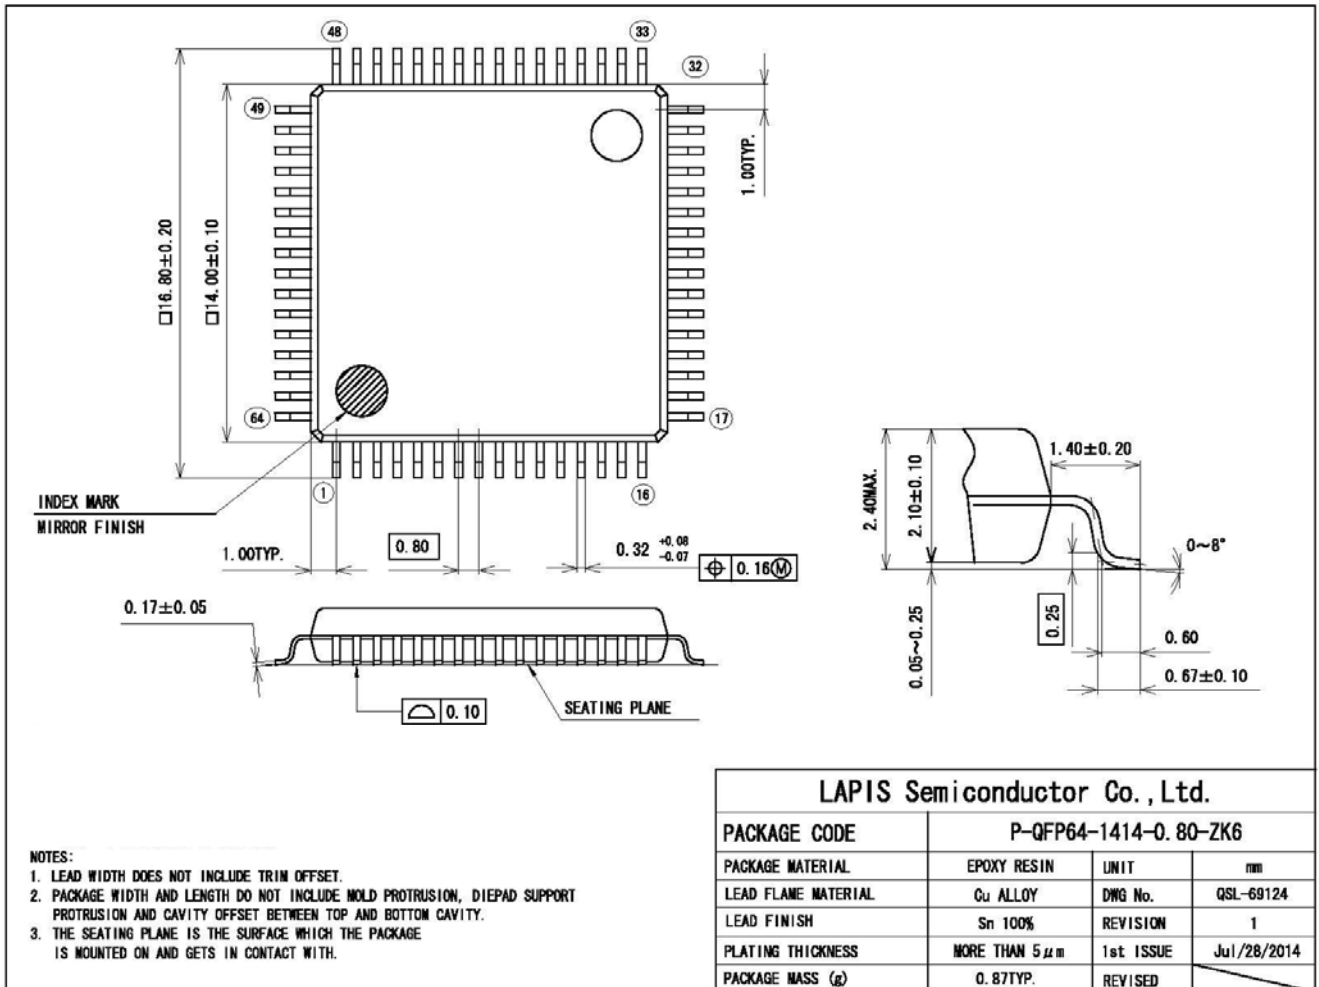 48
33
32
49
1.00TYP.
□16.80±0.20
□14.00±0.10
64
17
1
16
INDEX MARK
MIRROR FINISH
1.00TYP.
0.80
0.32 +0.08 -0.07
⌖ 0.16Ⓜ
0.17±0.05
⌓ 0.10
SEATING PLANE
2.40MAX.
2.10±0.10
1.40±0.20
0~8°
0.05~0.25
0.25
0.60
0.67±0.10
LAPIS Semiconductor Co.,Ltd.
PACKAGE CODE P-QFP64-1414-0.80-ZK6
PACKAGE MATERIAL EPOXY RESIN UNIT mm
LEAD FLAME MATERIAL Cu ALLOY DWG No. QSL-69124
LEAD FINISH Sn 100% REVISION 1
PLATING THICKNESS MORE THAN 5μm 1st ISSUE Jul/28/2014
PACKAGE MASS (g) 0.87TYP. REVISED
NOTES:
1. LEAD WIDTH DOES NOT INCLUDE TRIM OFFSET.
2. PACKAGE WIDTH AND LENGTH DO NOT INCLUDE MOLD PROTRUSION, DIEPAD SUPPORT
PROTRUSION AND CAVITY OFFSET BETWEEN TOP AND BOTTOM CAVITY.
3. THE SEATING PLANE IS THE SURFACE WHICH THE PACKAGE
IS MOUNTED ON AND GETS IN CONTACT WITH.